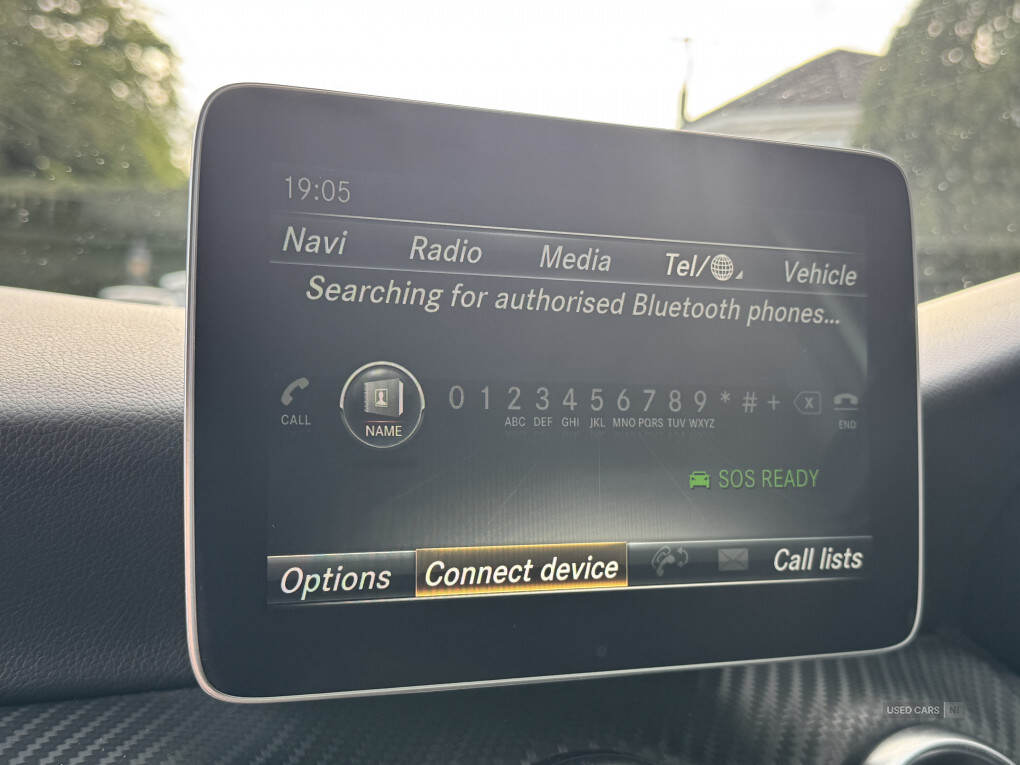 19:05
Navi Radio Media Tel/ Vehicle
Searching for authorised Bluetooth phones...
CALL NAME 0 1 2 3 4 5 6 7 8 9 * # + X END
ABC DEF GHI JKL MNO PQRS TUV WXYZ
SOS READY
Options Connect device Call lists
USED CARS NI